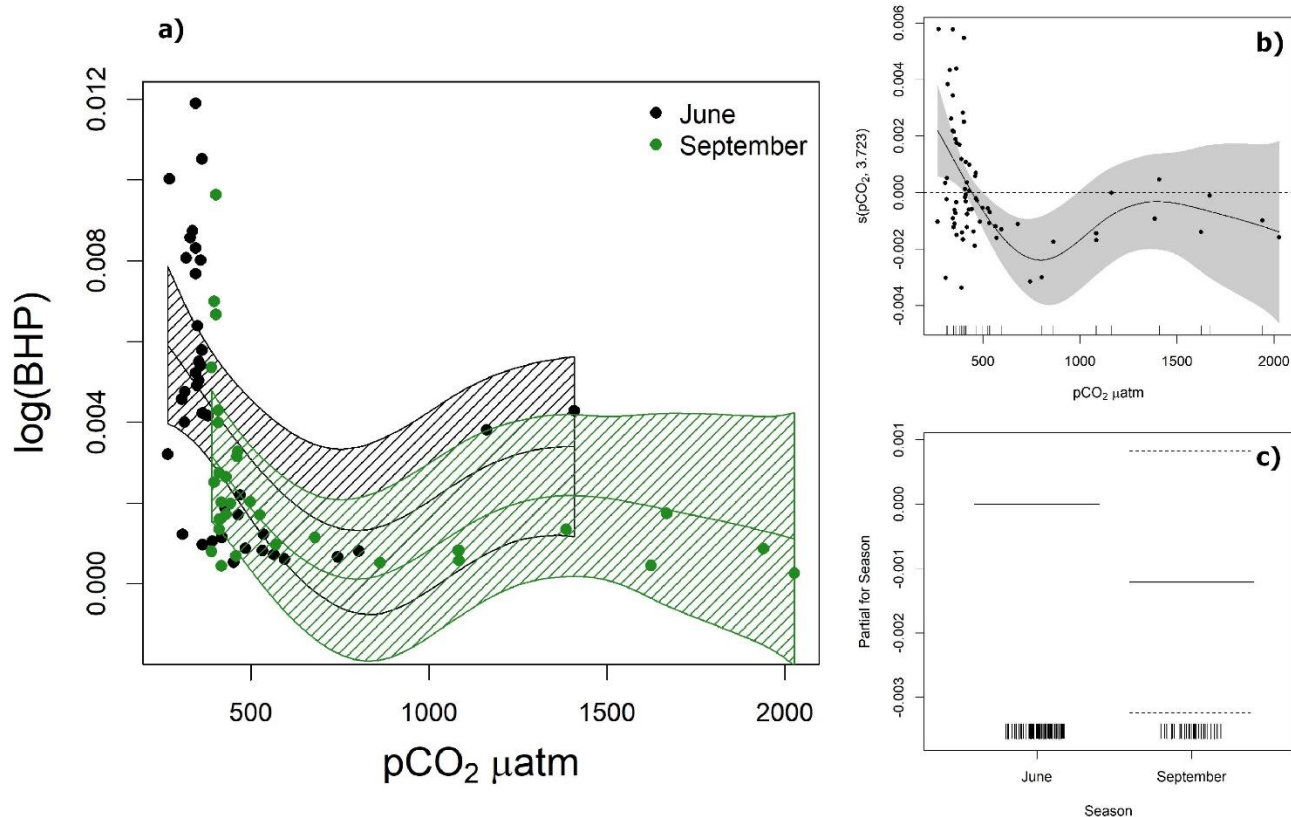 a)
log(BHP)
0.012
0.008
0.004
0.000
June
September
500
1000
1500
2000
pCO₂ µatm
b)
s(pCO₂, 3.723)
0.006
0.004
0.002
0.000
-0.002
-0.004
500
1000
1500
2000
pCO₂ µatm
c)
Partial for Season
0.001
0.000
-0.001
-0.002
-0.003
June
September
Season